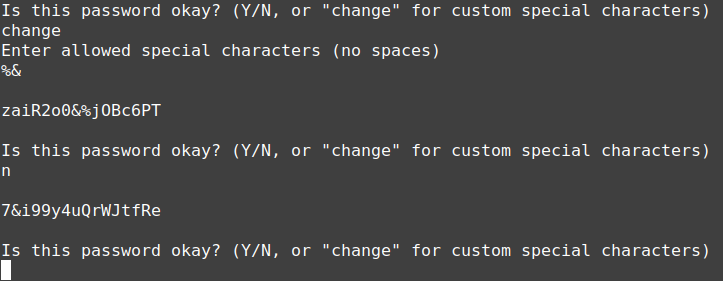 Is this password okay? (Y/N, or "change" for custom special characters)
change
Enter allowed special characters (no spaces)
%&
zaiR2o0&%jOBc6PT
Is this password okay? (Y/N, or "change" for custom special characters)
n
7&i99y4uQrWJtfRe
Is this password okay? (Y/N, or "change" for custom special characters)